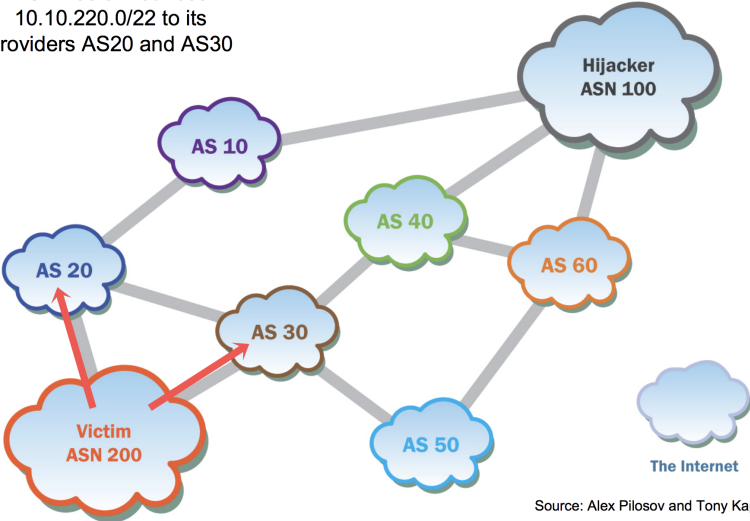 10.10.220.0/22 to its
roviders AS20 and AS30
Hijacker
ASN 100
AS 10
AS 40
AS 20
AS 60
AS 30
Victim
ASN 200
AS 50
The Internet
Source: Alex Pilosov and Tony Ka